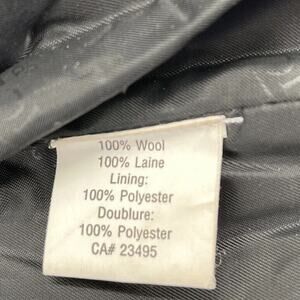 100% Wool
100% Laine
Lining:
100% Polyester
Doublure:
100% Polyester
CA# 23495